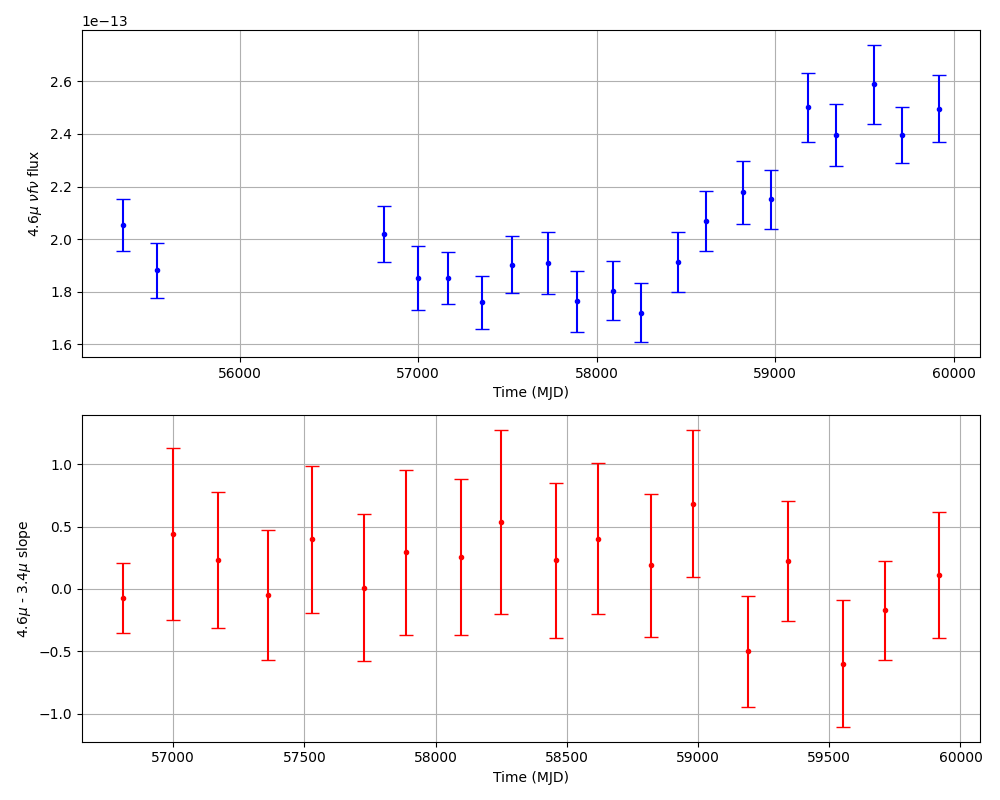 1e−13
2.6
2.4
2.2
2.0
1.8
1.6
4.6μ νfν flux
56000 57000 58000 59000 60000
Time (MJD)
1.0
0.5
0.0
−0.5
−1.0
4.6μ - 3.4μ slope
57000 57500 58000 58500 59000 59500 60000
Time (MJD)